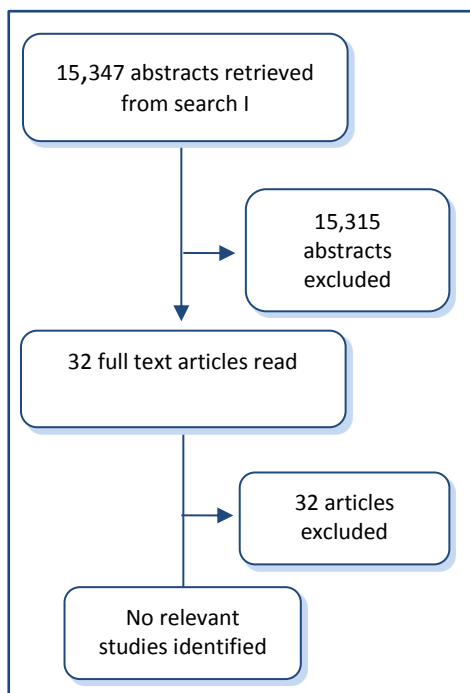 15,347 abstracts retrieved
from search I
15,315
abstracts
excluded
32 full text articles read
32 articles
excluded
No relevant
studies identified